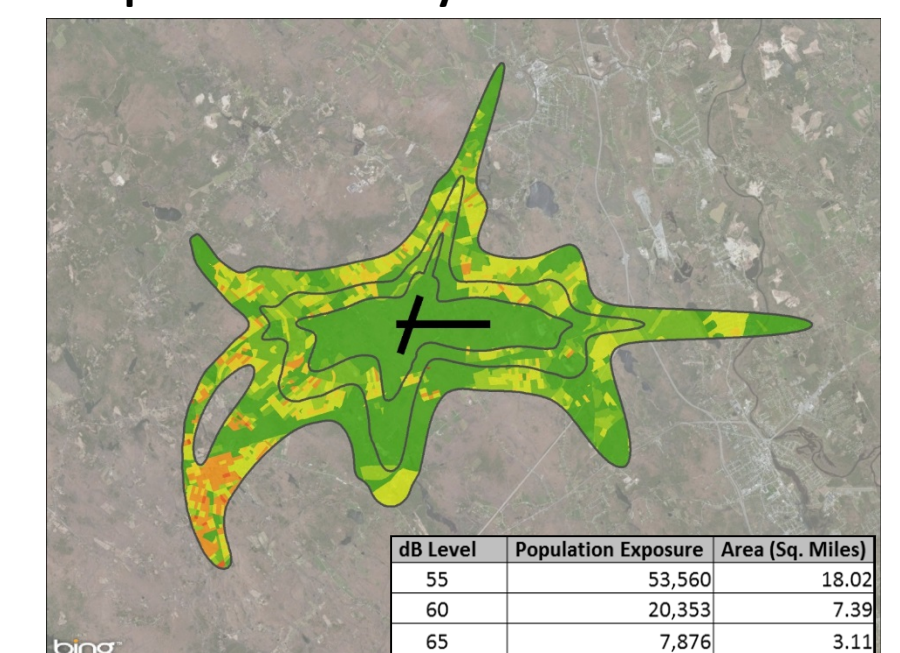 dB Level Population Exposure Area (Sq. Miles)
55 53,560 18.02
60 20,353 7.39
65 7,876 3.11
bing